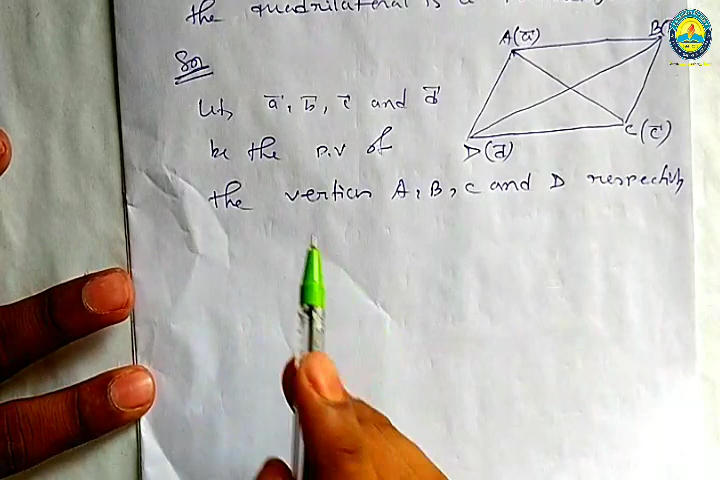 the quadrilateral is a
Sol
Let, a⃗, b⃗, c⃗ and d⃗
be the P.V of
the vertices A, B, C and D respectively
A(a⃗)
B(
C(c⃗)
D(d⃗)